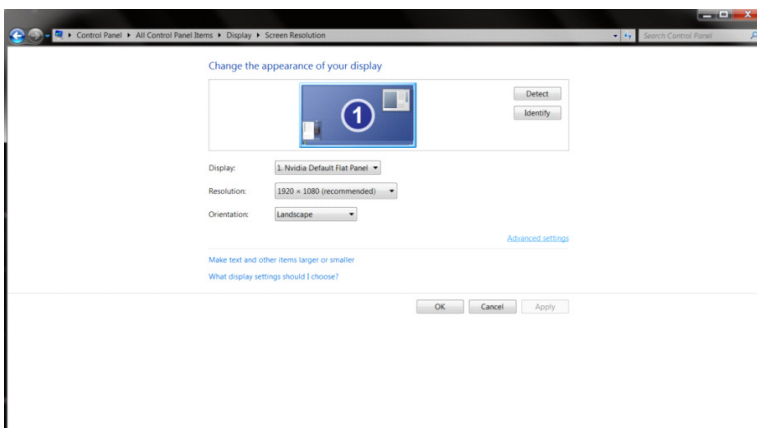 Control Panel ▸ All Control Panel Items ▸ Display ▸ Screen Resolution
Search Control Panel
Change the appearance of your display
1
Detect
Identify
Display: 1. Nvidia Default Flat Panel
Resolution: 1920 × 1080 (recommended)
Orientation: Landscape
Advanced settings
Make text and other items larger or smaller
What display settings should I choose?
OK Cancel Apply